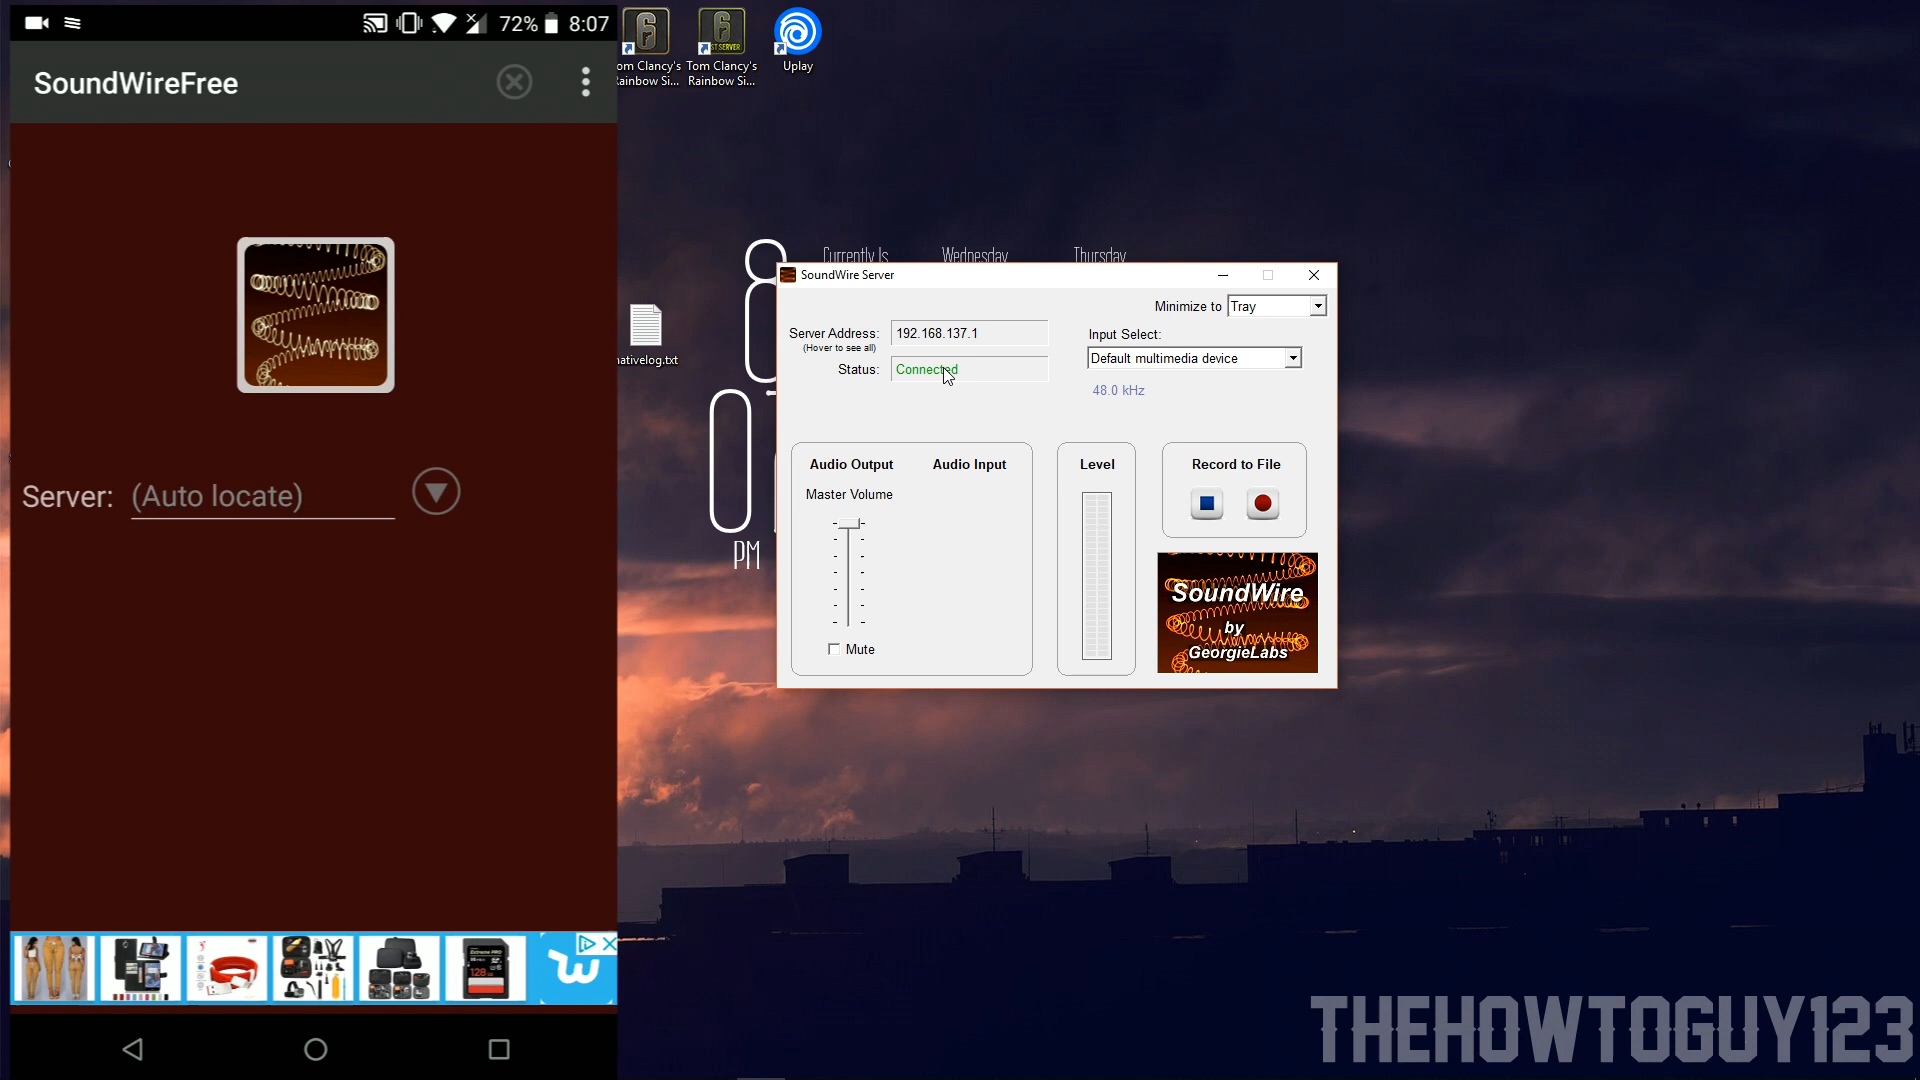 72% 8:07
SoundWireFree
Server: (Auto locate)
om Clancy's
Rainbow Si...
Tom Clancy's
Rainbow Si...
Uplay
nativelog.txt
Currently Is
Wednesday
Thursday
8
PM
SoundWire Server
Minimize to Tray
Server Address: 192.168.137.1
(Hover to see all)
Status: Connected
Input Select:
Default multimedia device
48.0 kHz
Audio Output
Audio Input
Master Volume
Mute
Level
Record to File
SoundWire
by
GeorgieLabs
THEHOWTOGUY123